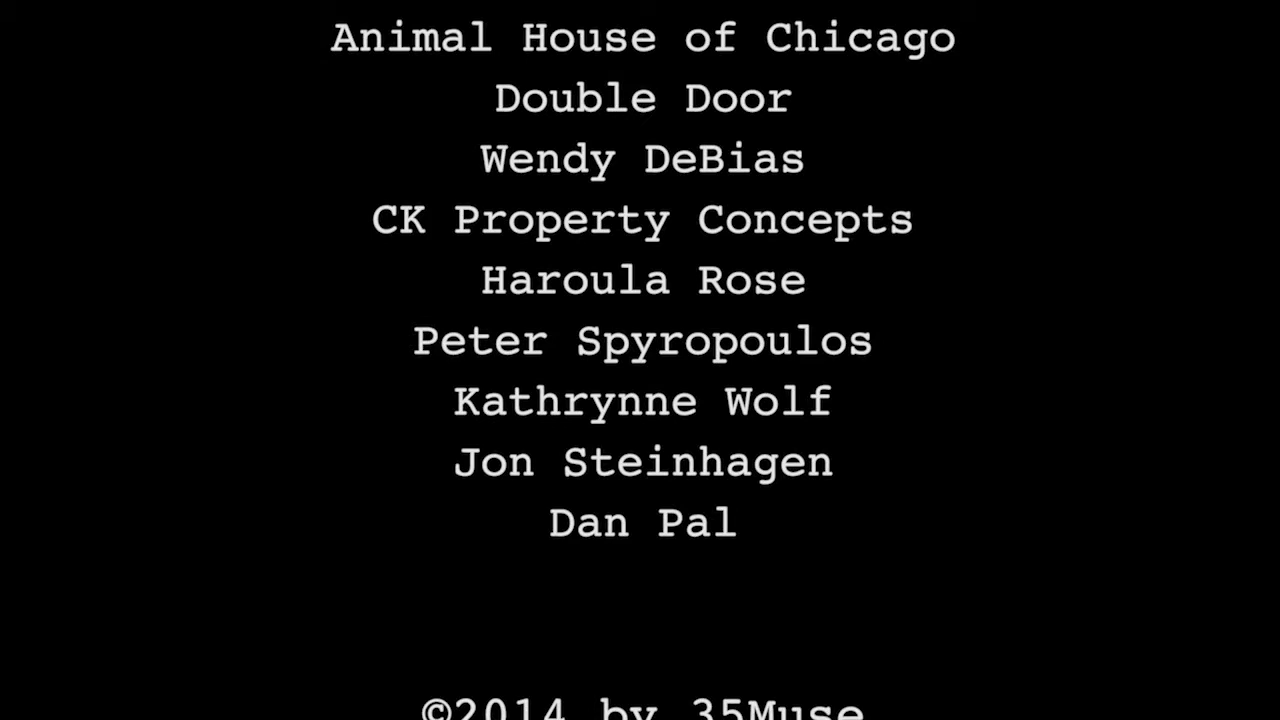 Animal House of Chicago
Double Door
Wendy DeBias
CK Property Concepts
Haroula Rose
Peter Spyropoulos
Kathrynne Wolf
Jon Steinhagen
Dan Pal
©2014 by 35Muse